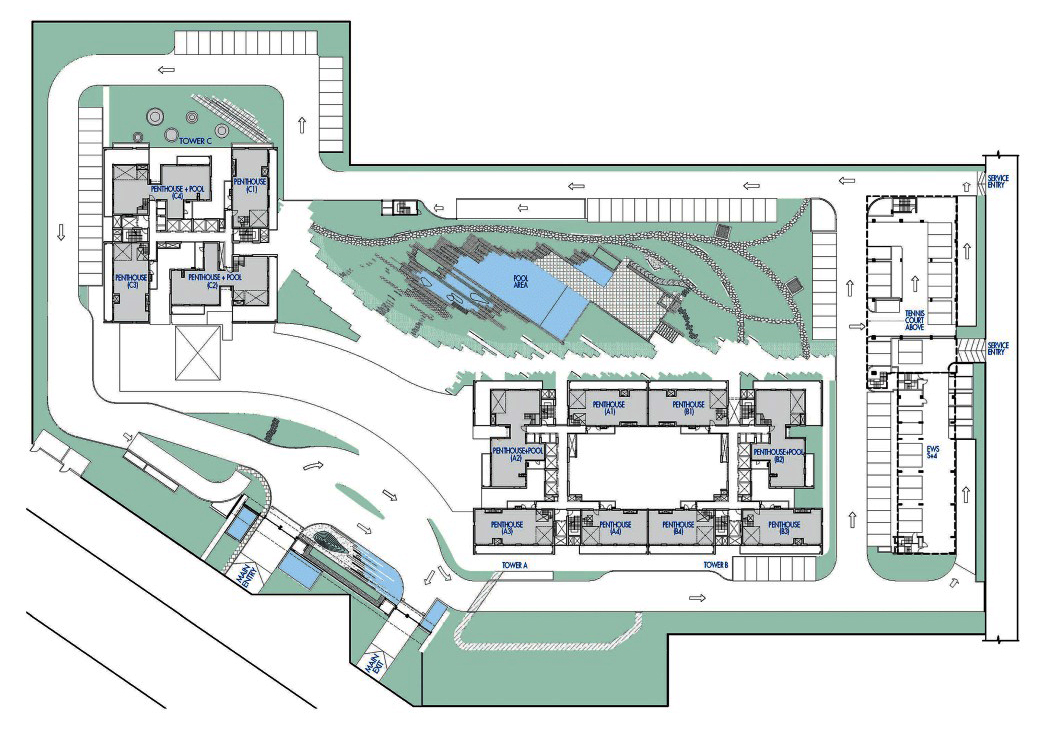 TOWER C
PENTHOUSE + POOL
(C4)
PENTHOUSE
(C1)
PENTHOUSE
(C3)
PENTHOUSE + POOL
(C2)
SERVICE
ENTRY
POOL
AREA
TENNIS
COURT
ABOVE
SERVICE
ENTRY
PENTHOUSE
(A1)
PENTHOUSE
(B1)
PENTHOUSE+POOL
(A2)
PENTHOUSE+POOL
(B2)
EWS
S+4
PENTHOUSE
(A3)
PENTHOUSE
(A4)
PENTHOUSE
(B4)
PENTHOUSE
(B3)
TOWER A
TOWER B
MAIN
ENTRY
MAIN
EXIT